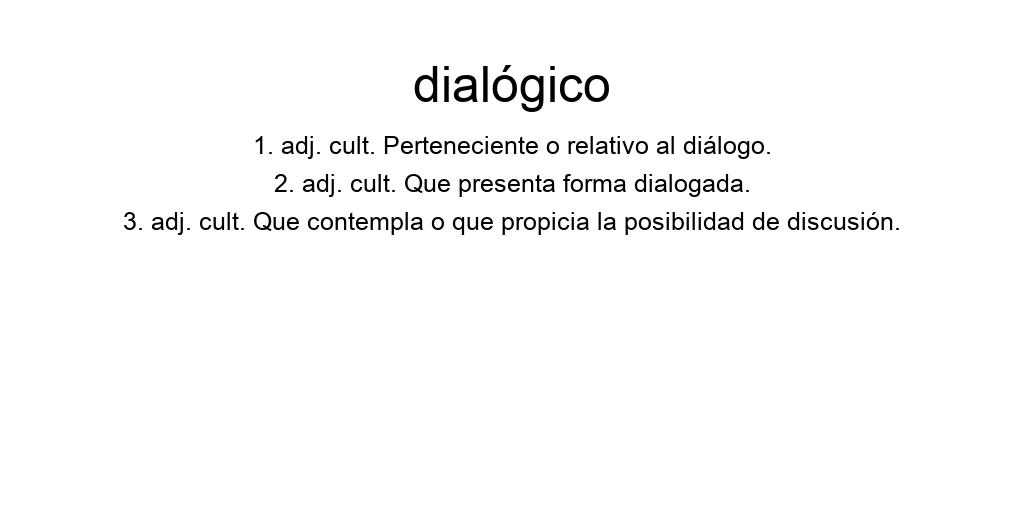 dialógico
1. adj. cult. Perteneciente o relativo al diálogo.
2. adj. cult. Que presenta forma dialogada.
3. adj. cult. Que contempla o que propicia la posibilidad de discusión.